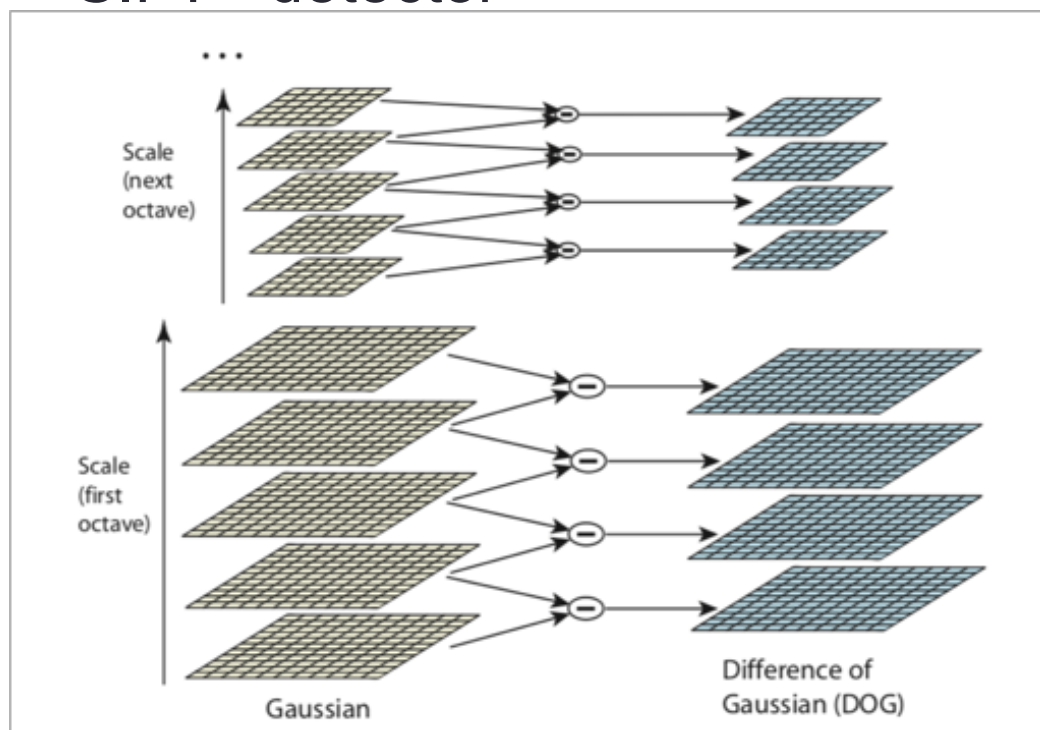 ...
Scale
(next
octave)
Scale
(first
octave)
Gaussian
Difference of
Gaussian (DOG)